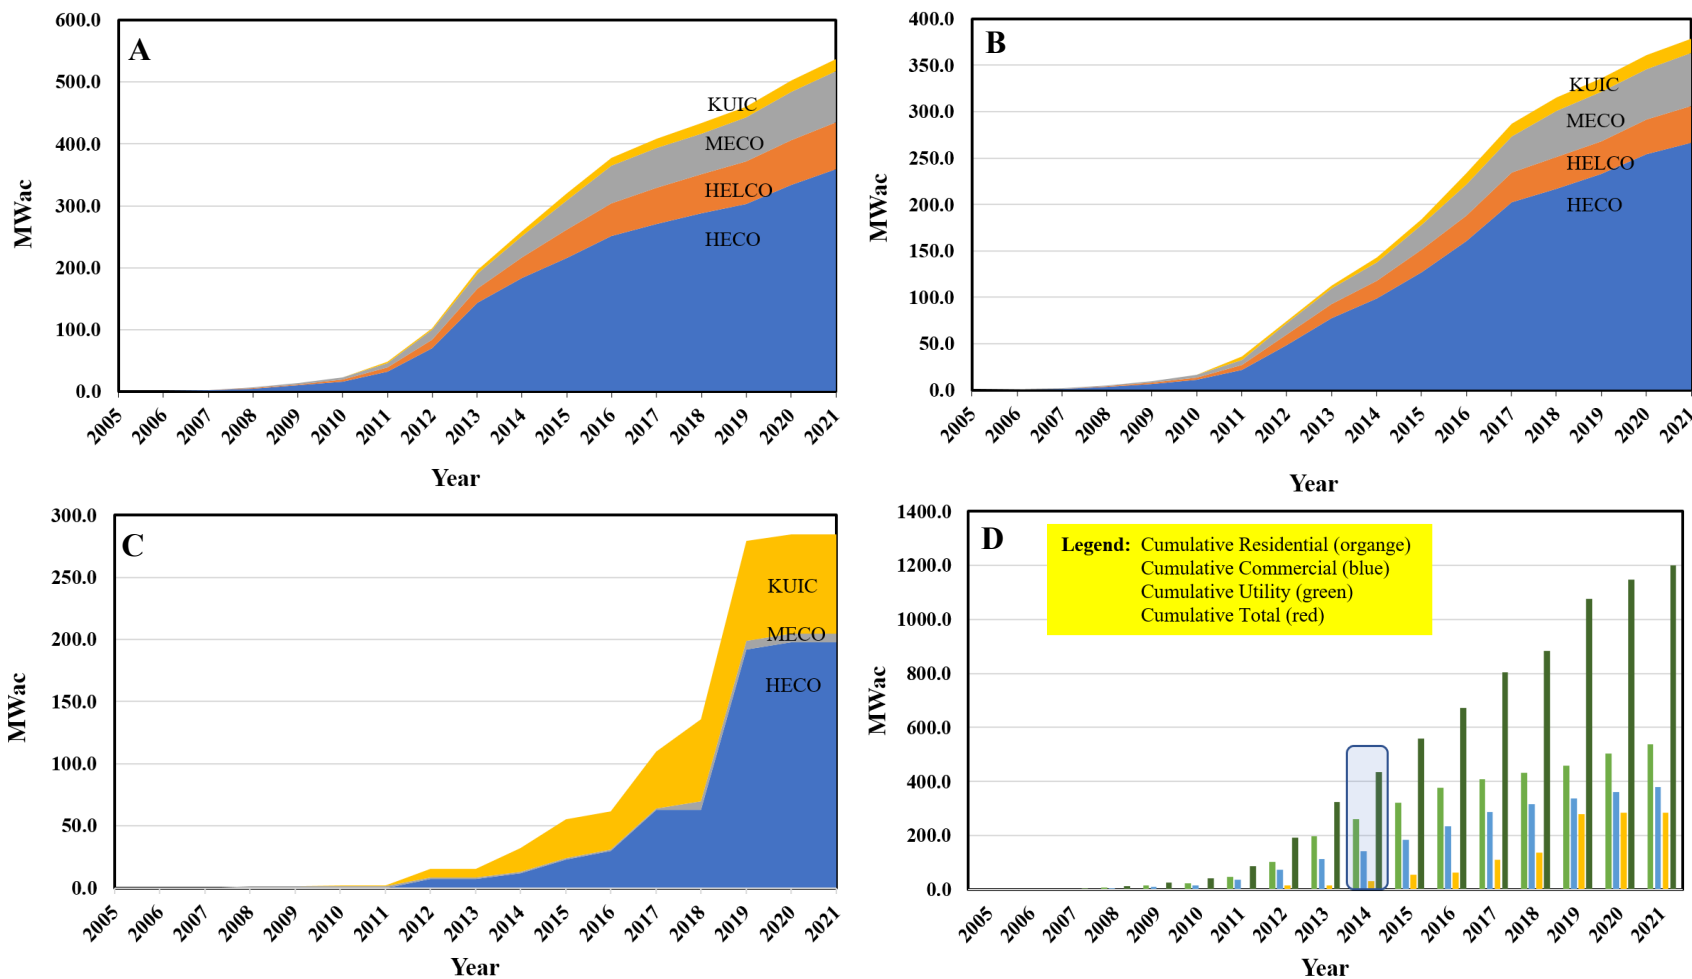 A
600.0
500.0
400.0
300.0
200.0
100.0
0.0
MWac
KUIC
MECO
HELCO
HECO
2005 2006 2007 2008 2009 2010 2011 2012 2013 2014 2015 2016 2017 2018 2019 2020 2021
Year
B
400.0
350.0
300.0
250.0
200.0
150.0
100.0
50.0
0.0
MWac
KUIC
MECO
HELCO
HECO
2005 2006 2007 2008 2009 2010 2011 2012 2013 2014 2015 2016 2017 2018 2019 2020 2021
Year
C
300.0
250.0
200.0
150.0
100.0
50.0
0.0
MWac
KUIC
MECO
HECO
2005 2006 2007 2008 2009 2010 2011 2012 2013 2014 2015 2016 2017 2018 2019 2020 2021
Year
D
1400.0
1200.0
1000.0
800.0
600.0
400.0
200.0
0.0
MWac
Legend: Cumulative Residential (organge)
Cumulative Commercial (blue)
Cumulative Utility (green)
Cumulative Total (red)
2005 2006 2007 2008 2009 2010 2011 2012 2013 2014 2015 2016 2017 2018 2019 2020 2021
Year